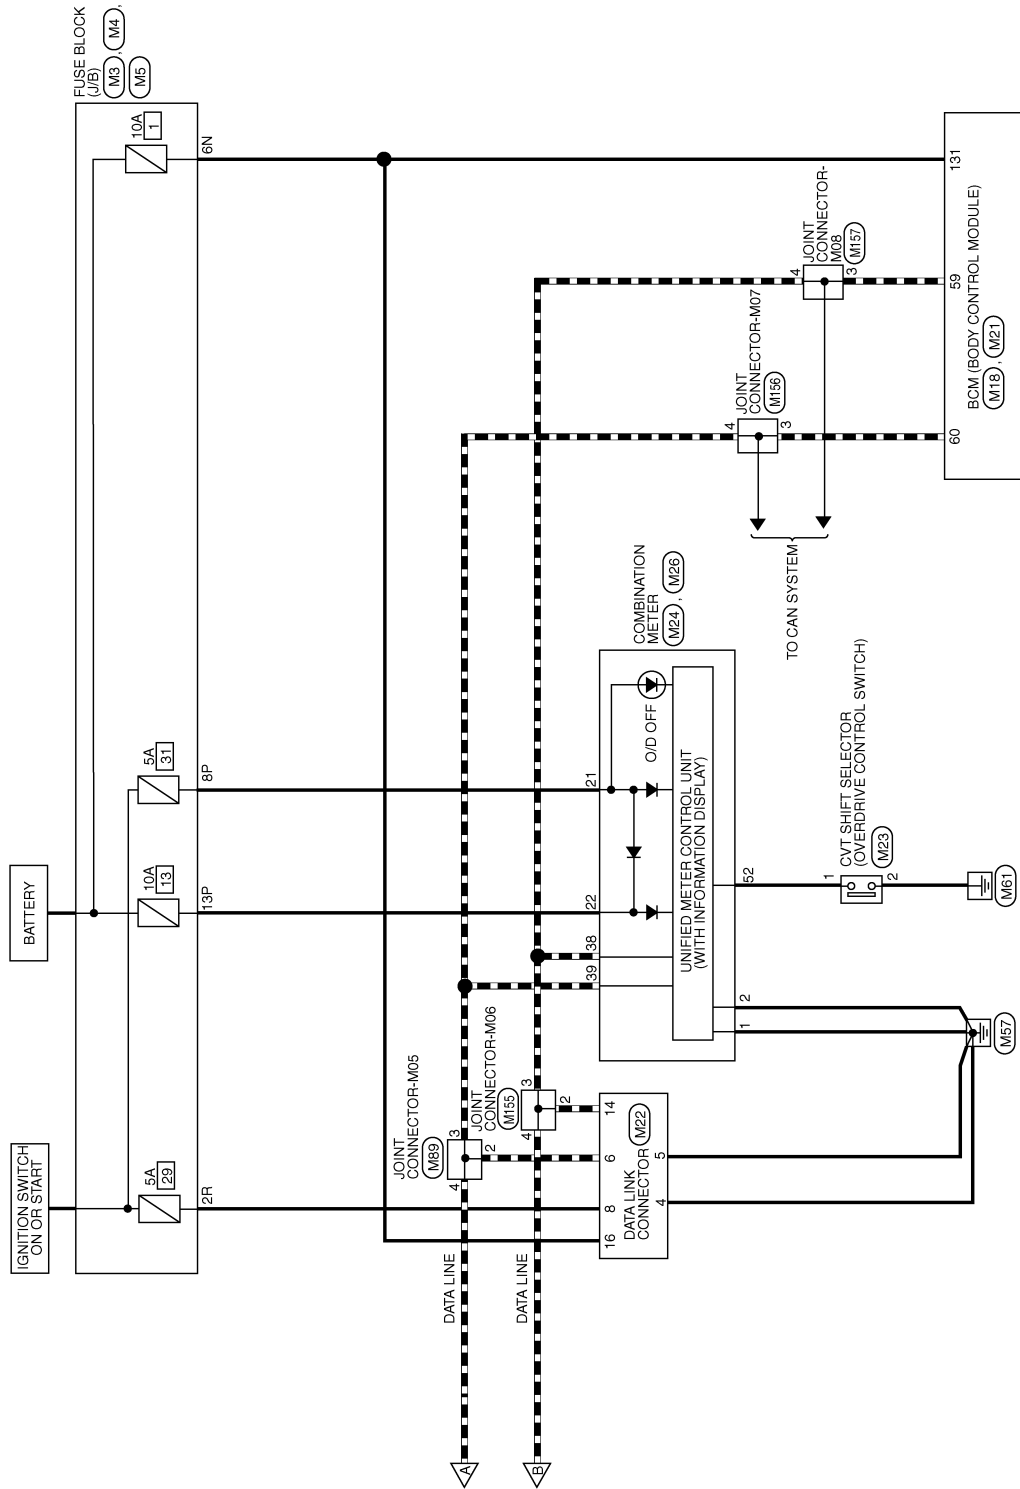 IGNITION SWITCH
ON OR START
BATTERY
FUSE BLOCK
(J/B)
M3 , M4 ,
M5
5A
29
10A
13
5A
31
10A
1
2R
13P
8P
6N
DATA LINE
DATA LINE
A
B
JOINT
CONNECTOR-M05
M89
4
3
2
JOINT
CONNECTOR-M06
M155
4
3
2
16
8
6
14
DATA LINK
CONNECTOR
M22
4
5
39
38
22
21
COMBINATION
METER
M24 , M26
O/D OFF
UNIFIED METER CONTROL UNIT
(WITH INFORMATION DISPLAY)
1
2
52
M57
CVT SHIFT SELECTOR
(OVERDRIVE CONTROL SWITCH)
M23
1
2
M61
TO CAN SYSTEM
JOINT
CONNECTOR-M07
M156
4
3
JOINT
CONNECTOR-
M08
M157
4
3
60
59
131
BCM (BODY CONTROL MODULE)
M18 , M21